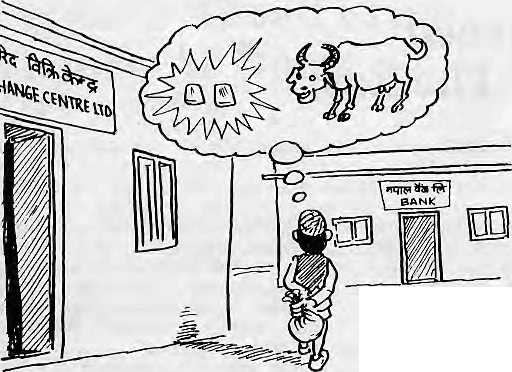 रिद विक्रि केन्द्र
HANGE CENTRE LTD
नेपाल बैंक लि
BANK